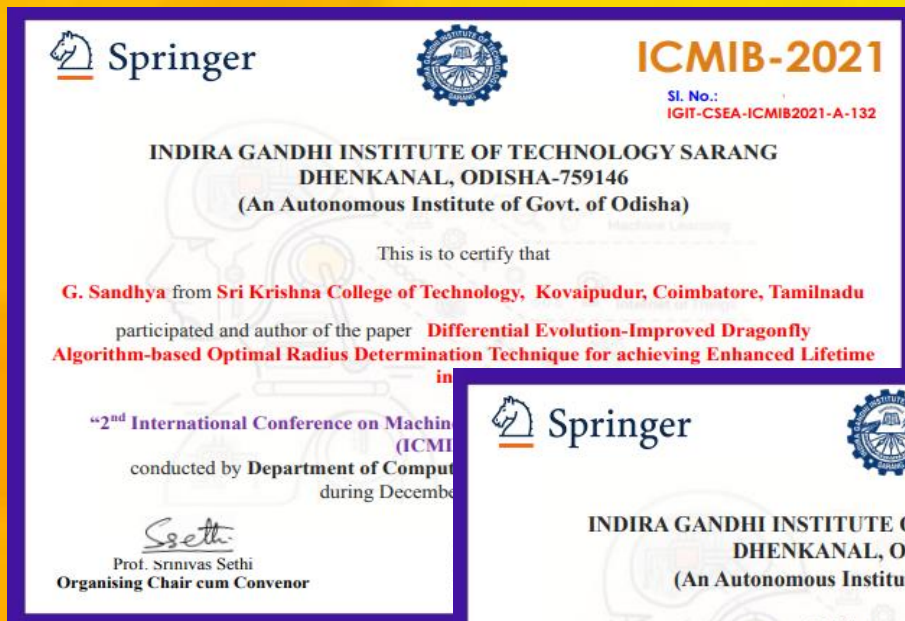 Springer
ICMIB-2021
Sl. No.:
IGIT-CSEA-ICMIB2021-A-132
INDIRA GANDHI INSTITUTE OF TECHNOLOGY SARANG
DHENKANAL, ODISHA-759146
(An Autonomous Institute of Govt. of Odisha)
This is to certify that
G. Sandhya from Sri Krishna College of Technology, Kovaipudur, Coimbatore, Tamilnadu
participated and author of the paper Differential Evolution-Improved Dragonfly
Algorithm-based Optimal Radius Determination Technique for achieving Enhanced Lifetime
in
“2nd International Conference on Machin
(ICMI
conducted by Department of Comput
during Decembe
Ssethi
Prof. Srinivas Sethi
Organising Chair cum Convenor
Springer
INDIRA GANDHI INSTITUTE
DHENKANAL, O
(An Autonomous Institu